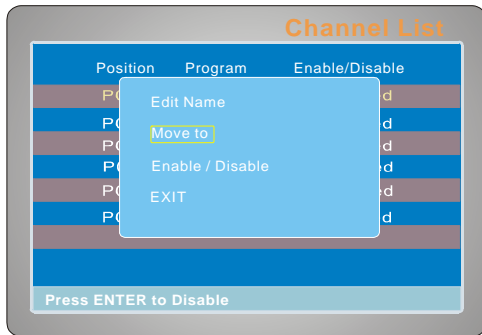 Channel List
Position Program Enable/Disable
Edit Name
Move to
Enable / Disable
EXIT
Press ENTER to Disable